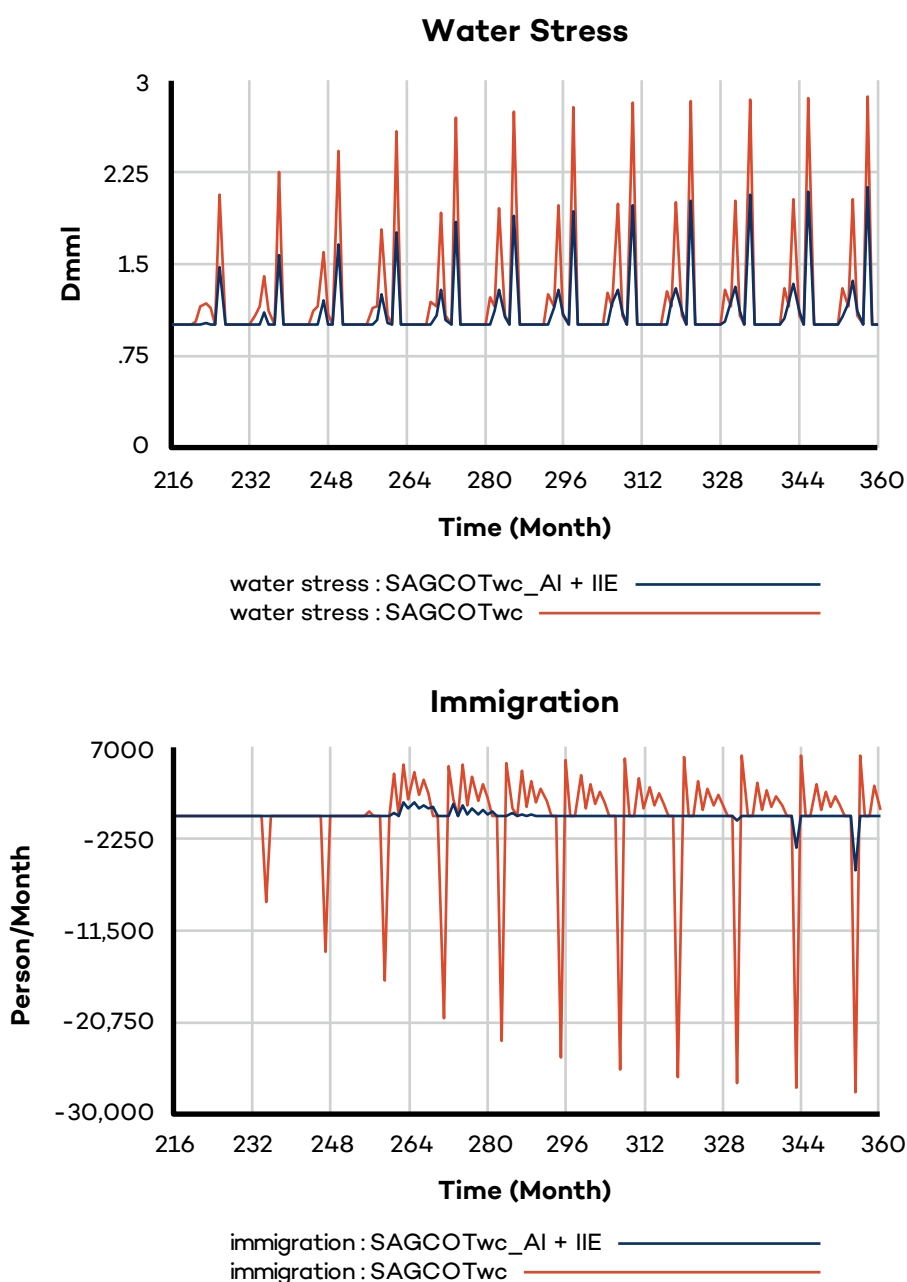 Water Stress
3
2.25
1.5
.75
0
Dmml
216 232 248 264 280 296 312 328 344 360
Time (Month)
water stress : SAGCOTwc_AI + IIE
water stress : SAGCOTwc
Immigration
7000
-2250
-11,500
-20,750
-30,000
Person/Month
216 232 248 264 280 296 312 328 344 360
Time (Month)
immigration : SAGCOTwc_AI + IIE
immigration : SAGCOTwc